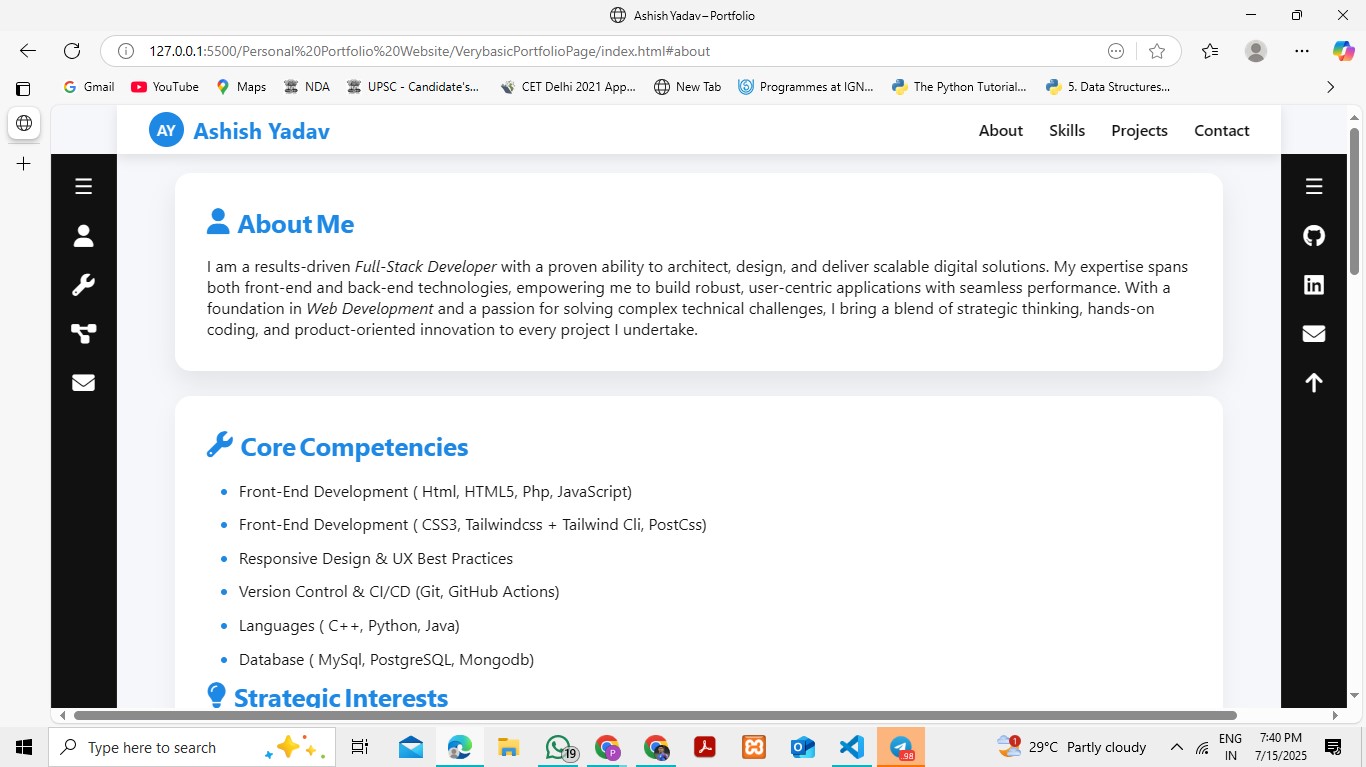 Ashish Yadav – Portfolio
127.0.0.1:5500/Personal%20Portfolio%20Website/VerybasicPortfolioPage/index.html#about
Gmail YouTube Maps NDA UPSC - Candidate's... CET Delhi 2021 App... New Tab Programmes at IGN... The Python Tutorial... 5. Data Structures...
AY Ashish Yadav About Skills Projects Contact
About Me
I am a results-driven Full-Stack Developer with a proven ability to architect, design, and deliver scalable digital solutions. My expertise spans
both front-end and back-end technologies, empowering me to build robust, user-centric applications with seamless performance. With a
foundation in Web Development and a passion for solving complex technical challenges, I bring a blend of strategic thinking, hands-on
coding, and product-oriented innovation to every project I undertake.
Core Competencies
• Front-End Development ( Html, HTML5, Php, JavaScript)
• Front-End Development ( CSS3, Tailwindcss + Tailwind Cli, PostCss)
• Responsive Design & UX Best Practices
• Version Control & CI/CD (Git, GitHub Actions)
• Languages ( C++, Python, Java)
• Database ( MySql, PostgreSQL, Mongodb)
Strategic Interests
Type here to search 19 P 98 1 29°C Partly cloudy ENG 7:40 PM
IN 7/15/2025